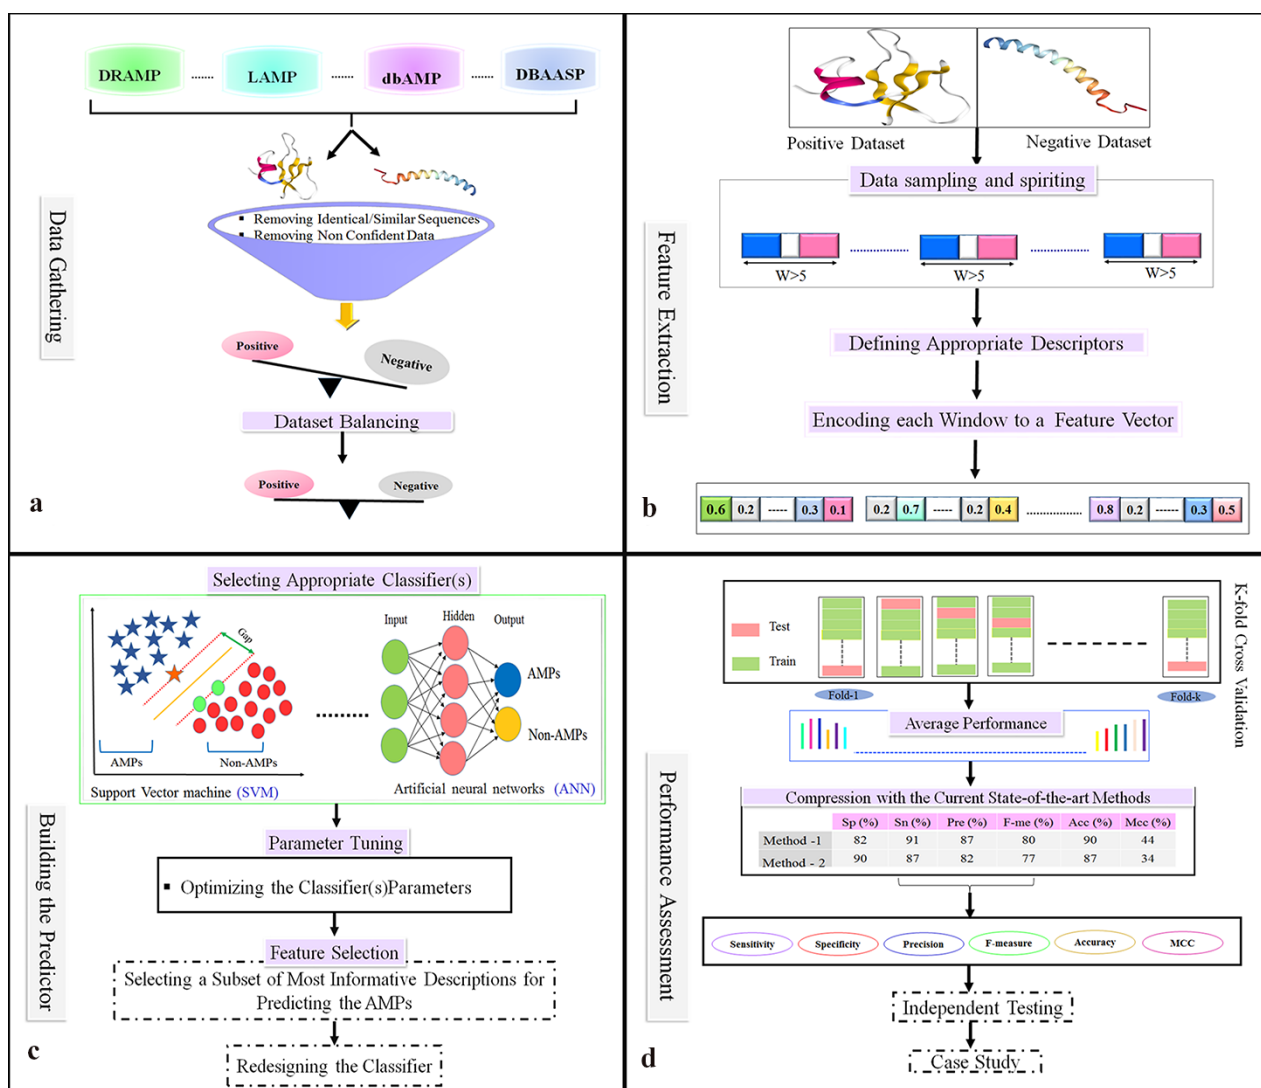 DRAMP ...... LAMP ...... dbAMP ...... DBAASP
▪ Removing Identical/Similar Sequences
▪ Removing Non Confident Data
Data Gathering
Positive
Negative
Dataset Balancing
Positive
Negative
a
Positive Dataset
Negative Dataset
Data sampling and spiriting
W>5
W>5
W>5
Feature Extraction
Defining Appropriate Descriptors
Encoding each Window to a Feature Vector
0.6 0.2 ----- 0.3 0.1
0.2 0.7 ----- 0.2 0.4
0.8 0.2 ------ 0.3 0.5
b
Selecting Appropriate Classifier(s)
Gap
AMPs
Non-AMPs
Support Vector machine (SVM)
Input
Hidden
Output
AMPs
Non-AMPs
Artificial neural networks (ANN)
Building the Predictor
Parameter Tuning
▪ Optimizing the Classifier(s)Parameters
Feature Selection
Selecting a Subset of Most Informative Descriptions for
Predicting the AMPs
Redesigning the Classifier
c
Test
Train
Fold-1
Fold-k
K-fold Cross Validation
Average Performance
Performance Assessment
Compression with the Current State-of-the-art Methods
Sp (%) Sn (%) Pre (%) F-me (%) Acc (%) Mcc (%)
Method -1 82 91 87 80 90 44
Method - 2 90 87 82 77 87 34
Sensitivity
Specificity
Precision
F-measure
Accuracy
MCC
Independent Testing
Case Study
d